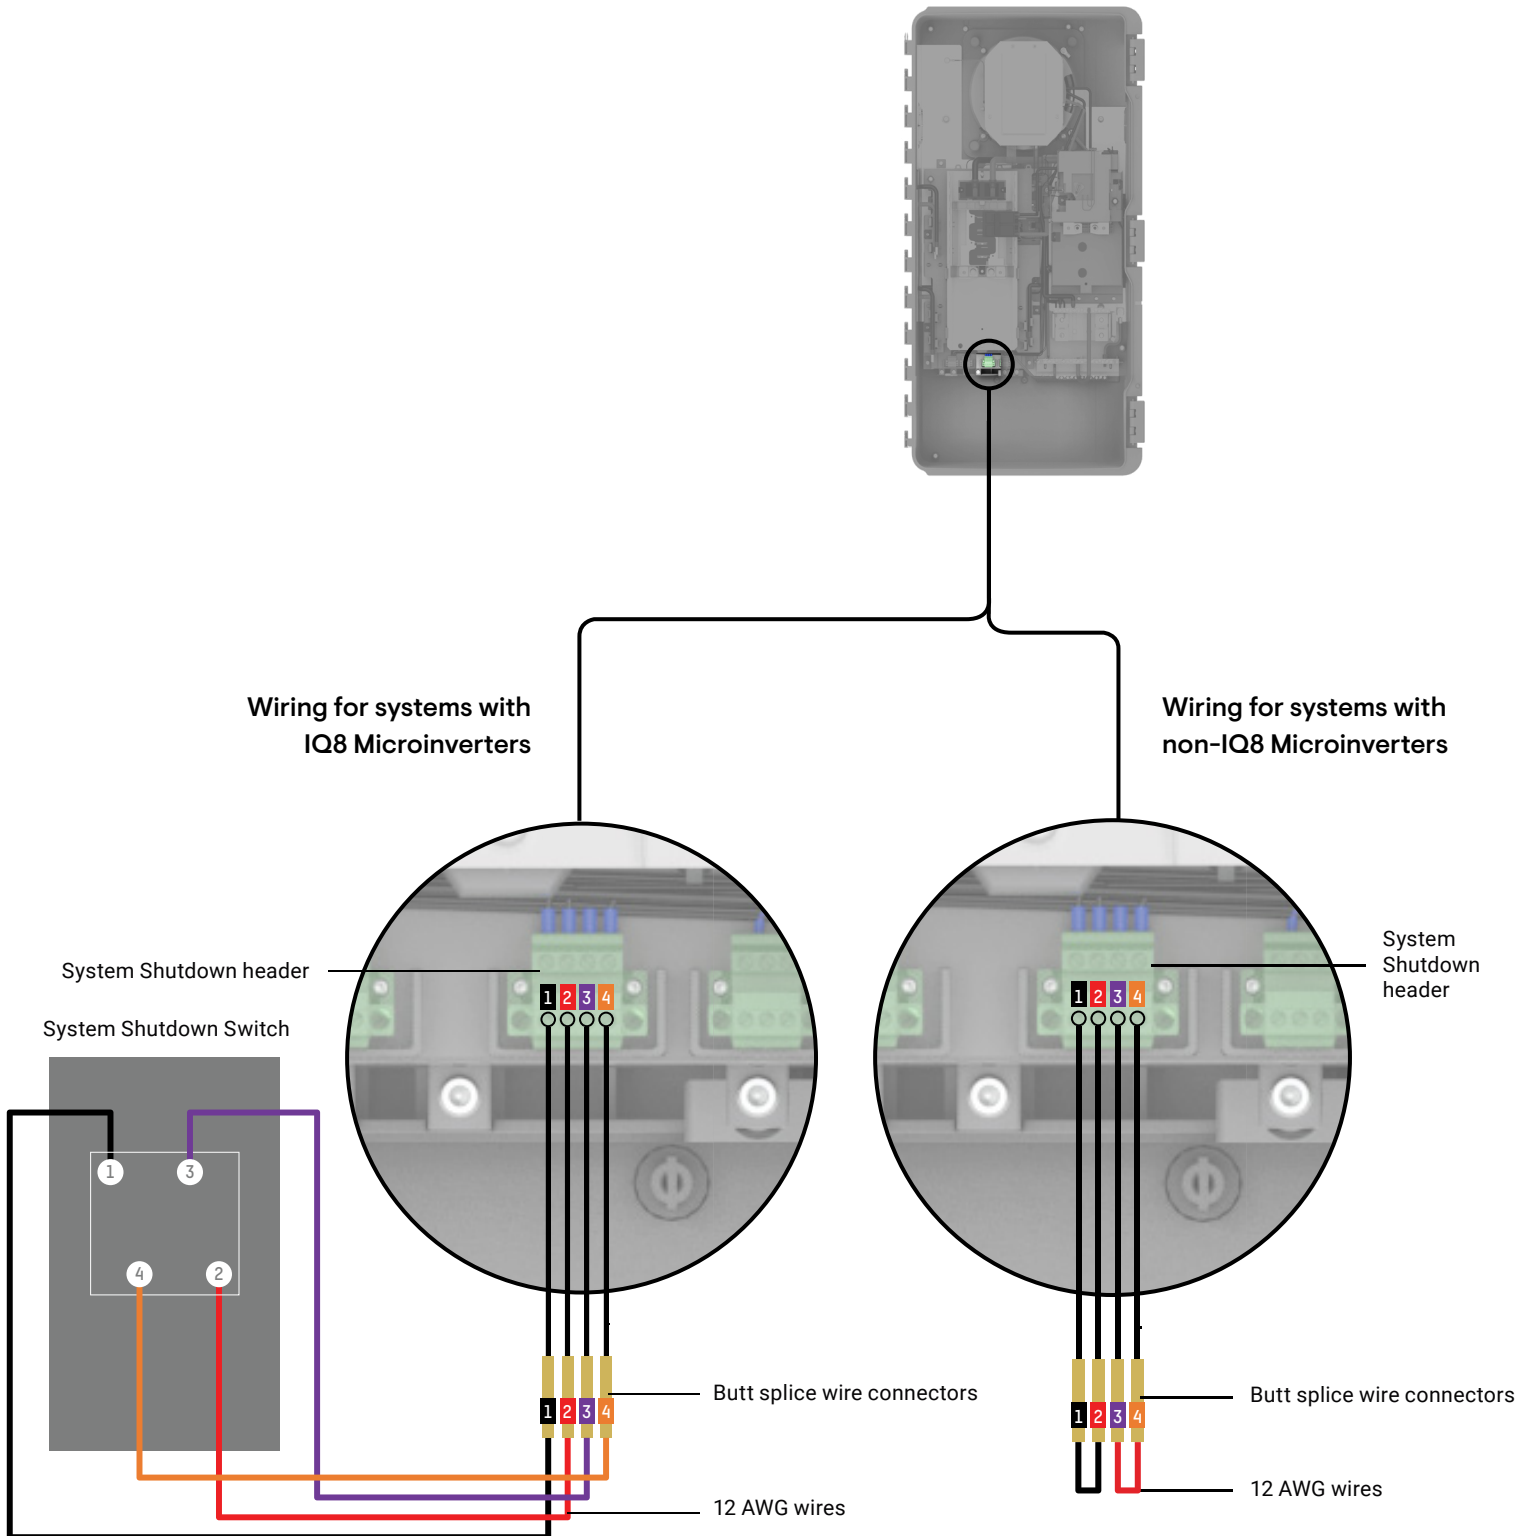 Wiring for systems with
IQ8 Microinverters
Wiring for systems with
non-IQ8 Microinverters
System Shutdown header
1 2 3 4
System Shutdown Switch
1 3
4 2
Butt splice wire connectors
1 2 3 4
12 AWG wires
System
Shutdown
header
1 2 3 4
Butt splice wire connectors
1 2 3 4
12 AWG wires